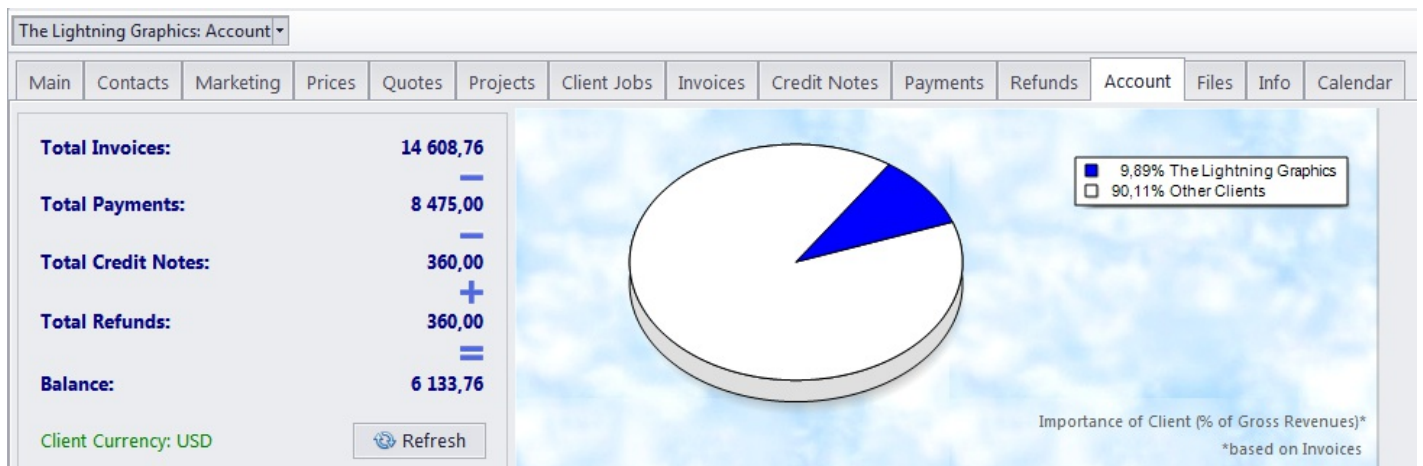 The Lightning Graphics: Account
Main Contacts Marketing Prices Quotes Projects Client Jobs Invoices Credit Notes Payments Refunds Account Files Info Calendar
Total Invoices: 14 608,76
−
Total Payments: 8 475,00
−
Total Credit Notes: 360,00
+
Total Refunds: 360,00
=
Balance: 6 133,76
Client Currency: USD Refresh
9,89% The Lightning Graphics
90,11% Other Clients
Importance of Client (% of Gross Revenues)*
*based on Invoices